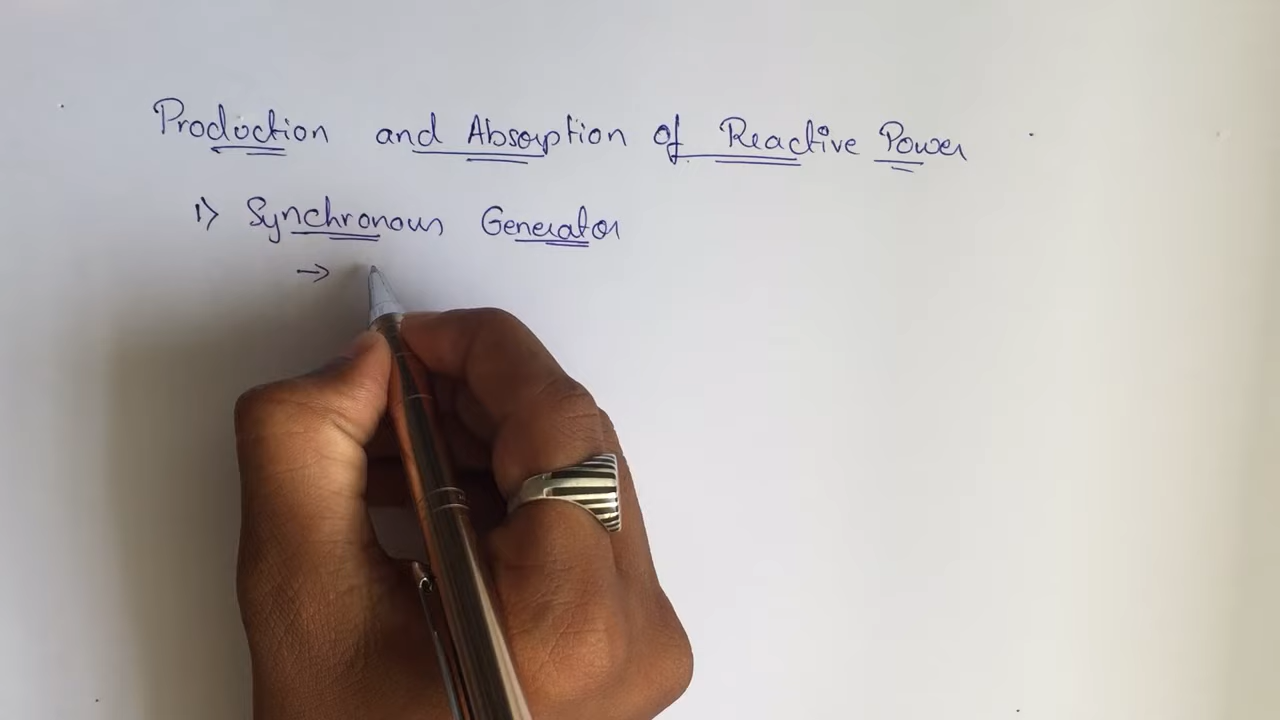 Production and Absorption of Reactive Power
1) Synchronous Generator
→